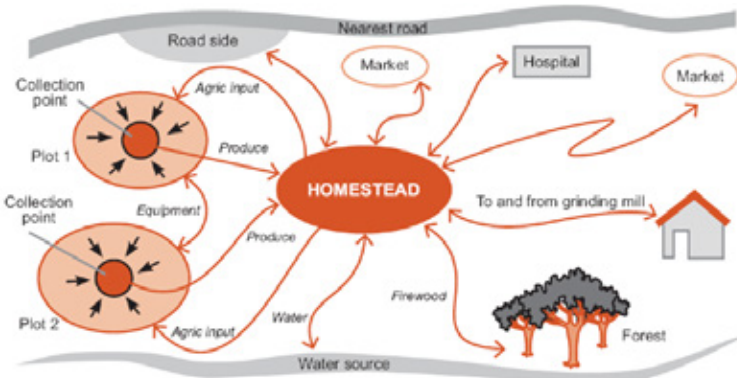 Nearest road
Road side
Market
Hospital
Market
Collection
point
Agric input
Plot 1
Produce
HOMESTEAD
To and from grinding mill
Collection
point
Equipment
Produce
Plot 2
Agric input
Water
Firewood
Forest
Water source